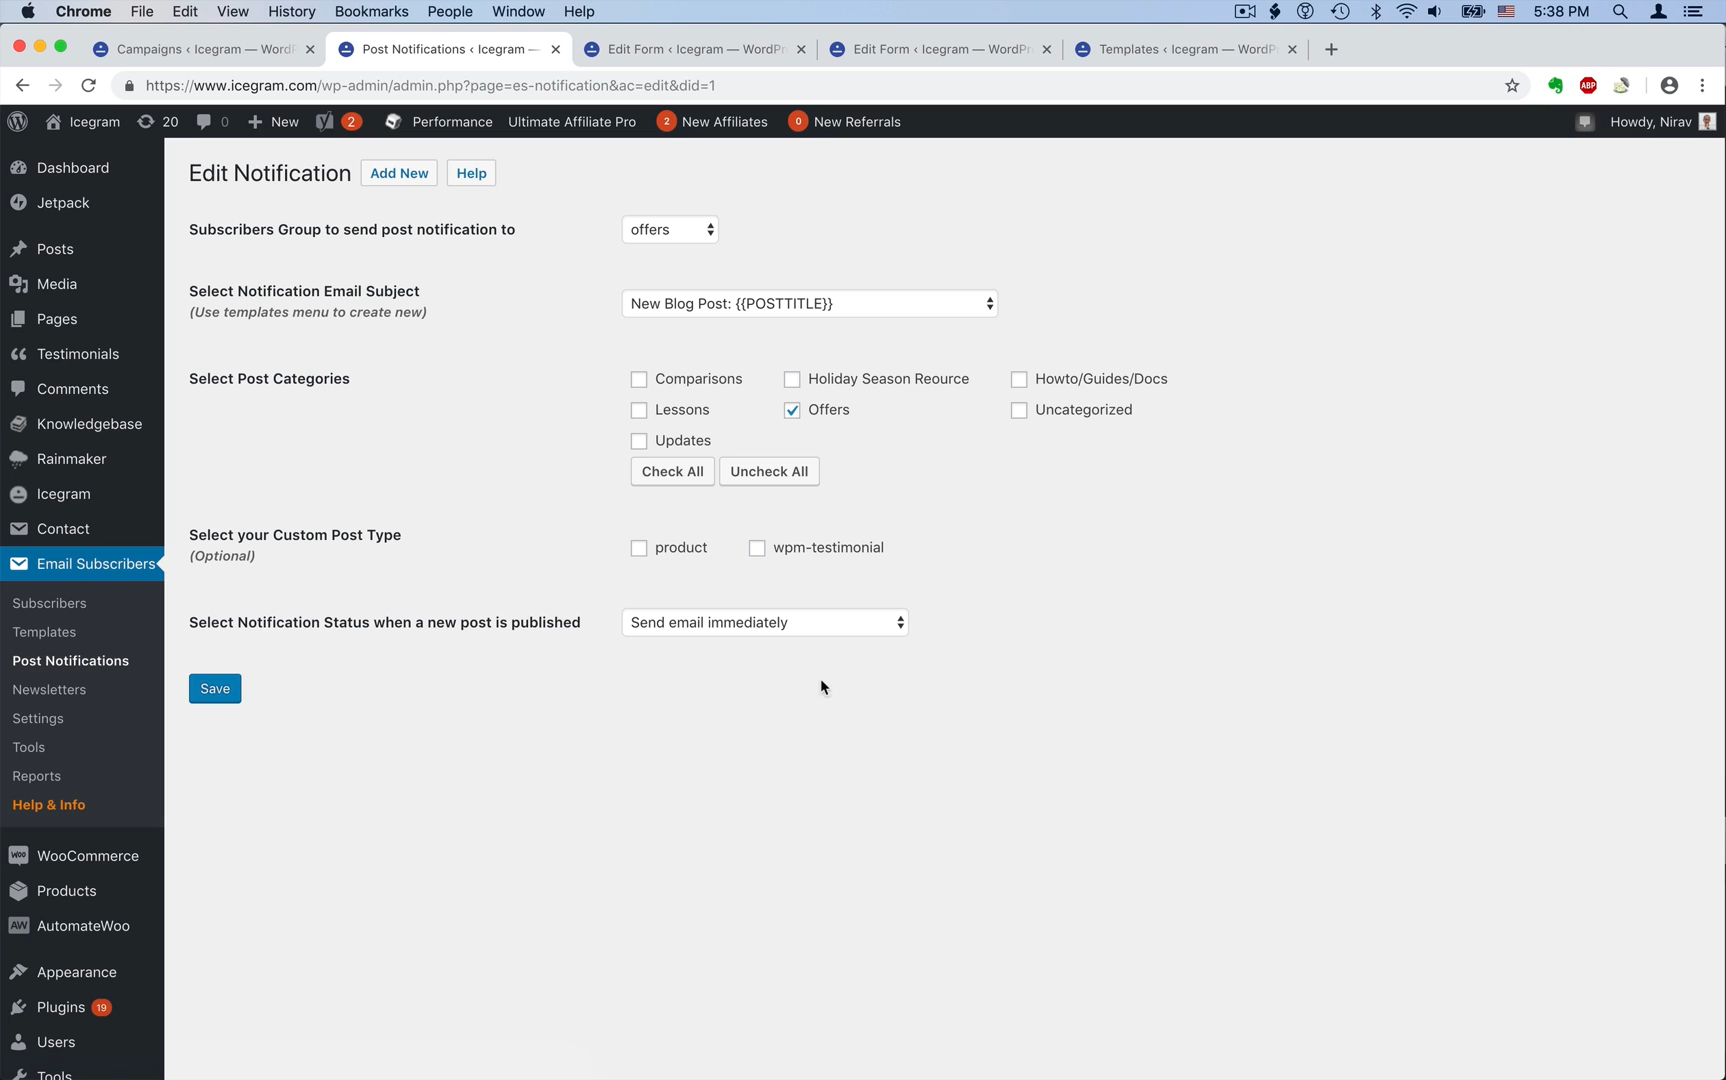 Chrome File Edit View History Bookmarks People Window Help 5:38 PM
Campaigns ‹ Icegram — WordP Post Notifications ‹ Icegram — Edit Form ‹ Icegram — WordPr Edit Form ‹ Icegram — WordPr Templates ‹ Icegram — WordP
https://www.icegram.com/wp-admin/admin.php?page=es-notification&ac=edit&did=1 ABP
Icegram 20 0 New 2 Performance Ultimate Affiliate Pro 2 New Affiliates 0 New Referrals Howdy, Nirav
Dashboard
Jetpack
Posts
Media
Pages
Testimonials
Comments
Knowledgebase
Rainmaker
Icegram
Contact
Email Subscribers
Subscribers
Templates
Post Notifications
Newsletters
Settings
Tools
Reports
Help & Info
WOO WooCommerce
Products
AW AutomateWoo
Appearance
Plugins 19
Users
Tools
Edit Notification Add New Help
Subscribers Group to send post notification to offers
Select Notification Email Subject
(Use templates menu to create new)
New Blog Post: {{POSTTITLE}}
Select Post Categories
Comparisons Holiday Season Reource Howto/Guides/Docs
Lessons Offers Uncategorized
Updates
Check All Uncheck All
Select your Custom Post Type
(Optional)
product wpm-testimonial
Select Notification Status when a new post is published Send email immediately
Save